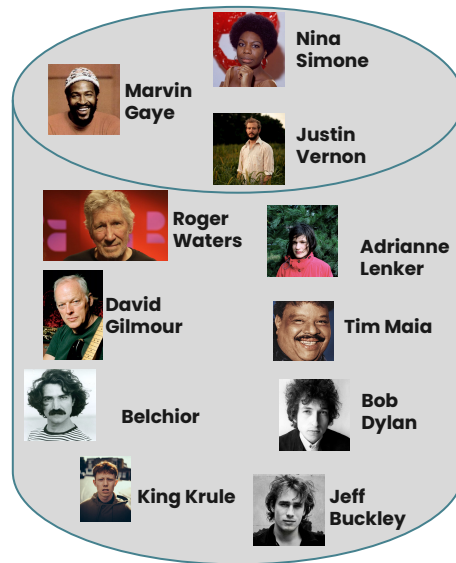 Nina
Simone
Marvin
Gaye
Justin
Vernon
Roger
Waters
Adrianne
Lenker
David
Gilmour
Tim Maia
Belchior
Bob
Dylan
King Krule
Jeff
Buckley